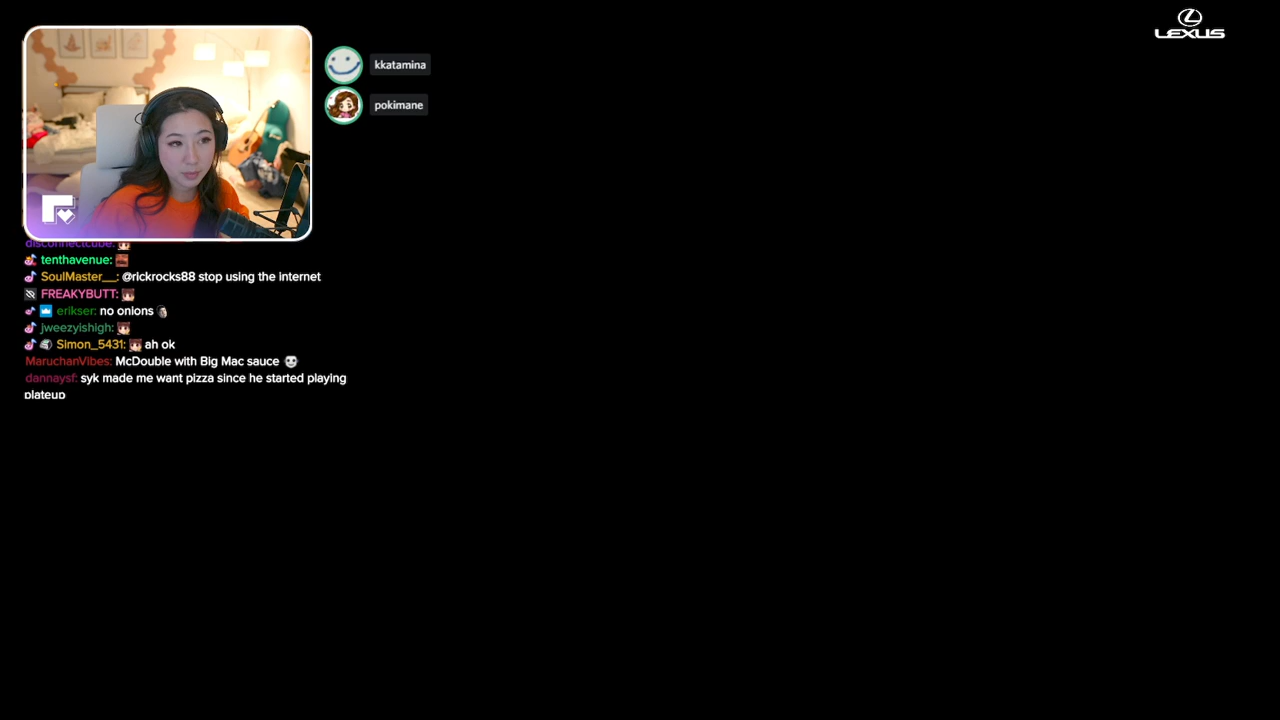 LEXUS
kkatamina
pokimane
disconnectcube:
tenthavenue:
SoulMaster__: @rickrocks88 stop using the internet
FREAKYBUTT:
erikser: no onions
jweezyishigh:
Simon_5431: ah ok
MaruchanVibes: McDouble with Big Mac sauce
dannaysf: syk made me want pizza since he started playing
plateup